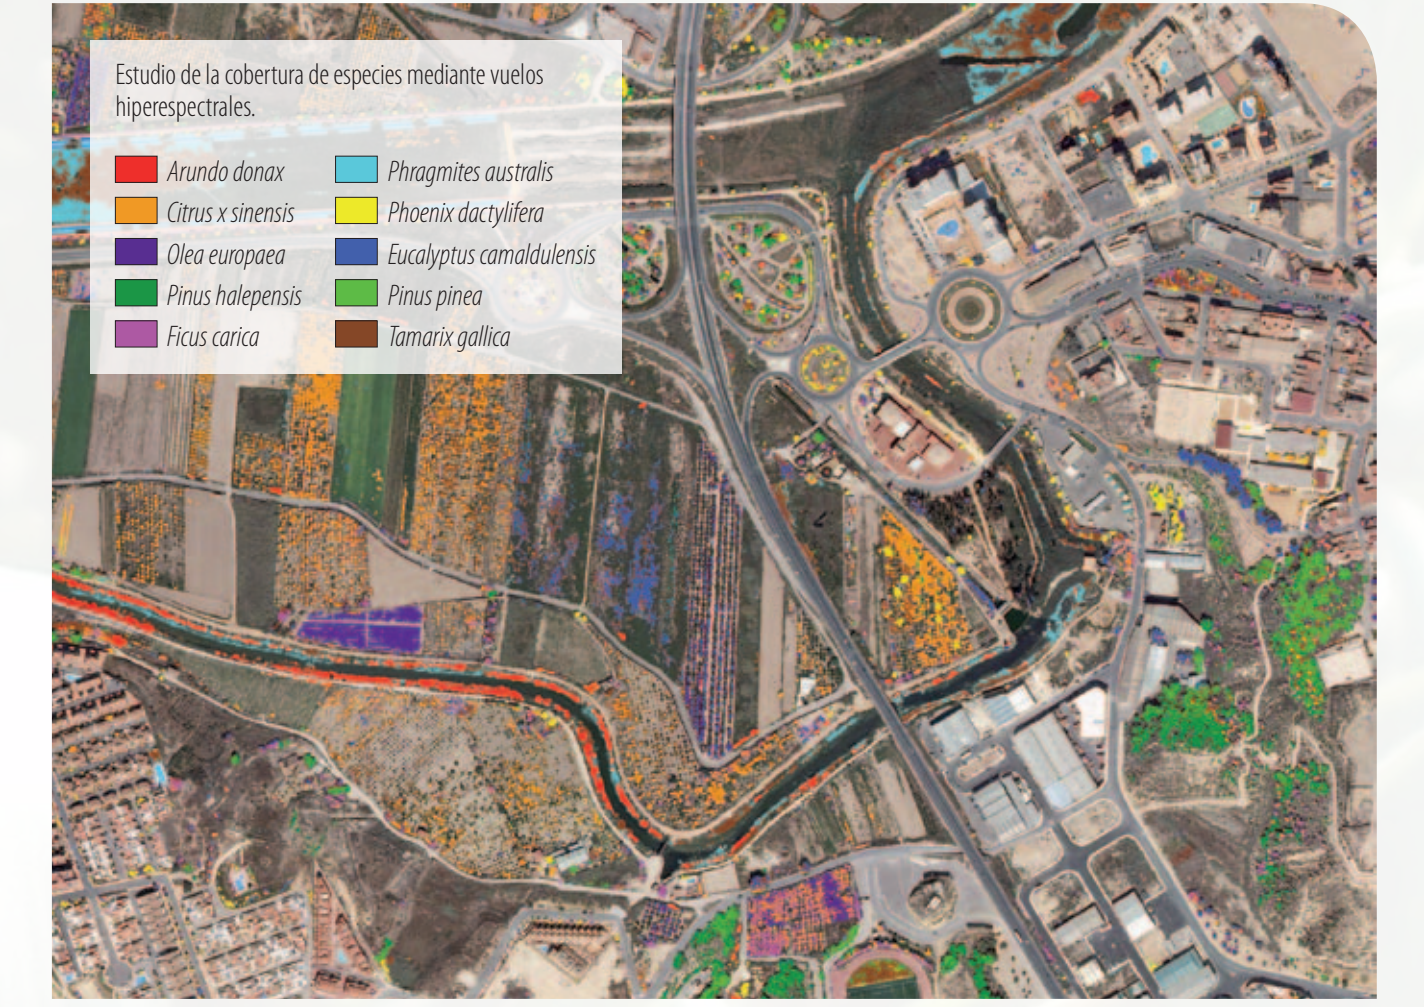 Estudio de la cobertura de especies mediante vuelos
hiperespectrales.
Arundo donax
Citrus x sinensis
Olea europaea
Pinus halepensis
Ficus carica
Phragmites australis
Phoenix dactylifera
Eucalyptus camaldulensis
Pinus pinea
Tamarix gallica